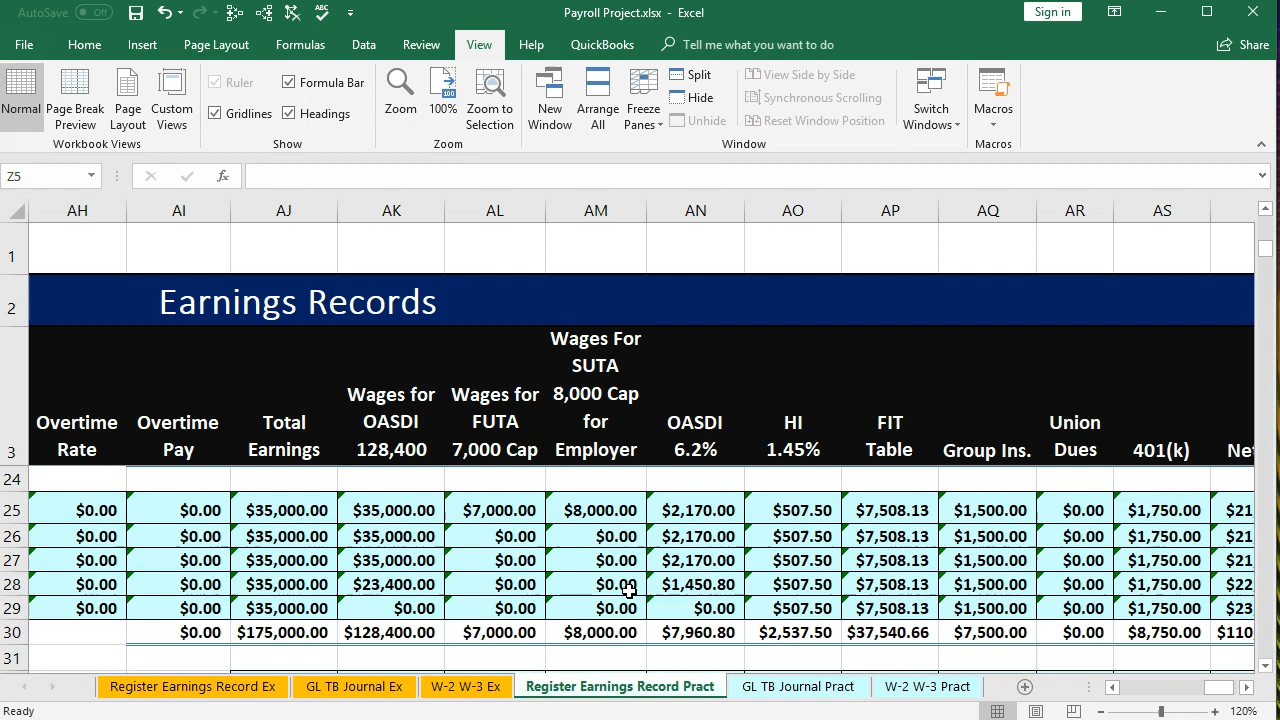 AutoSave Off ABC Payroll Project.xlsx - Excel Sign in
File Home Insert Page Layout Formulas Data Review View Help QuickBooks Tell me what you want to do Share
Normal Page Break Preview Page Layout Custom Views
Workbook Views
Ruler Formula Bar
Gridlines Headings
Show
Zoom 100% Zoom to Selection
100
Zoom
New Window Arrange All Freeze Panes
Split View Side by Side
Hide Synchronous Scrolling
Unhide Reset Window Position
Switch Windows
Window
Macros
Macros
Z5 fx
AH AI AJ AK AL AM AN AO AP AQ AR AS
1
2 Earnings Records
3 Overtime Rate Overtime Pay Total Earnings Wages for OASDI 128,400 Wages for FUTA 7,000 Cap Wages For SUTA 8,000 Cap for Employer OASDI 6.2% HI 1.45% FIT Table Group Ins. Union Dues 401(k) Net
24
25 $0.00 $0.00 $35,000.00 $35,000.00 $7,000.00 $8,000.00 $2,170.00 $507.50 $7,508.13 $1,500.00 $0.00 $1,750.00 $21
26 $0.00 $0.00 $35,000.00 $35,000.00 $0.00 $0.00 $2,170.00 $507.50 $7,508.13 $1,500.00 $0.00 $1,750.00 $21
27 $0.00 $0.00 $35,000.00 $35,000.00 $0.00 $0.00 $2,170.00 $507.50 $7,508.13 $1,500.00 $0.00 $1,750.00 $21
28 $0.00 $0.00 $35,000.00 $23,400.00 $0.00 $0.00 $1,450.80 $507.50 $7,508.13 $1,500.00 $0.00 $1,750.00 $22
29 $0.00 $0.00 $35,000.00 $0.00 $0.00 $0.00 $0.00 $507.50 $7,508.13 $1,500.00 $0.00 $1,750.00 $23
30 $0.00 $175,000.00 $128,400.00 $7,000.00 $8,000.00 $7,960.80 $2,537.50 $37,540.66 $7,500.00 $0.00 $8,750.00 $110
31
Register Earnings Record Ex GL TB Journal Ex W-2 W-3 Ex Register Earnings Record Pract GL TB Journal Pract W-2 W-3 Pract
Ready 120%